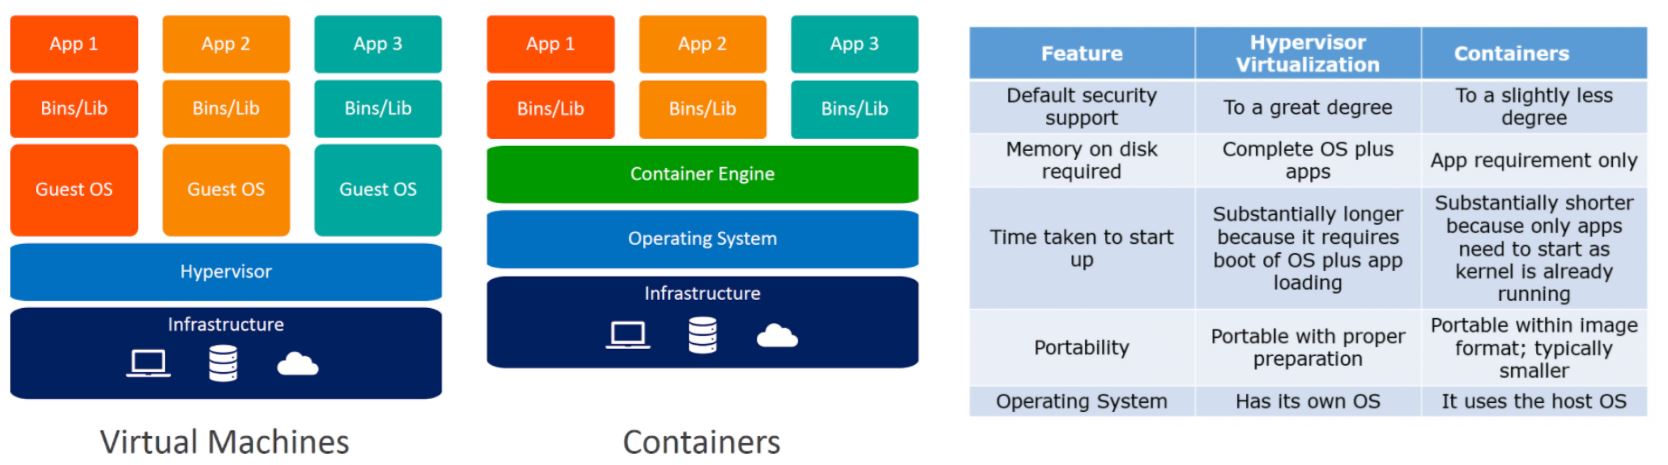 App 1
App 2
App 3
Bins/Lib
Bins/Lib
Bins/Lib
Guest OS
Guest OS
Guest OS
Hypervisor
Infrastructure
Virtual Machines
App 1
App 2
App 3
Bins/Lib
Bins/Lib
Bins/Lib
Container Engine
Operating System
Infrastructure
Containers
Feature
Hypervisor
Virtualization
Containers
Default security
support
To a great degree
To a slightly less
degree
Memory on disk
required
Complete OS plus
apps
App requirement only
Time taken to start
up
Substantially longer
because it requires
boot of OS plus app
loading
Substantially shorter
because only apps
need to start as
kernel is already
running
Portability
Portable with proper
preparation
Portable within image
format; typically
smaller
Operating System
Has its own OS
It uses the host OS